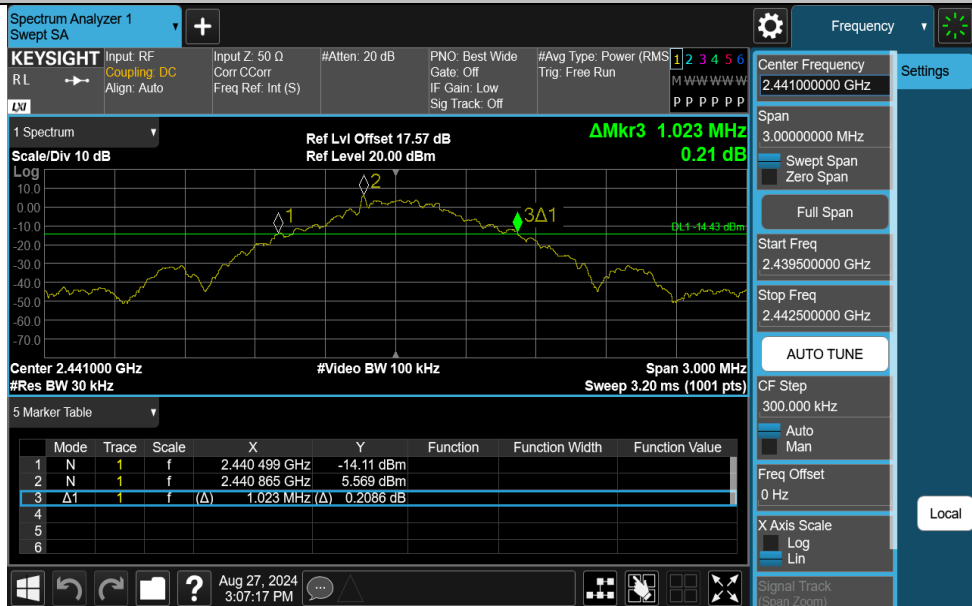 Spectrum Analyzer 1
Swept SA
+
Frequency
KEYSIGHT
RL
LXI
Input: RF
Coupling: DC
Align: Auto
Input Z: 50 Ω
Corr CCorr
Freq Ref: Int (S)
#Atten: 20 dB
PNO: Best Wide
Gate: Off
IF Gain: Low
Sig Track: Off
#Avg Type: Power (RMS
Trig: Free Run
1 2 3 4 5 6
M W W W W W
P P P P P P
Center Frequency
2.441000000 GHz
Settings
1 Spectrum
Scale/Div 10 dB
Ref Lvl Offset 17.57 dB
Ref Level 20.00 dBm
ΔMkr3 1.023 MHz
0.21 dB
Log
10.0
0.00
-10.0
-20.0
-30.0
-40.0
-50.0
-60.0
-70.0
1
2
3Δ1
DL1 -14.43 dBm
Center 2.441000 GHz
#Video BW 100 kHz
Span 3.000 MHz
#Res BW 30 kHz
Sweep 3.20 ms (1001 pts)
Span
3.00000000 MHz
Swept Span
Zero Span
Full Span
Start Freq
2.439500000 GHz
Stop Freq
2.442500000 GHz
AUTO TUNE
CF Step
300.000 kHz
Auto
Man
Freq Offset
0 Hz
X Axis Scale
Log
Lin
Signal Track
(Span Zoom)
Local
5 Marker Table
Mode Trace Scale X Y Function Function Width Function Value
1 N 1 f 2.440 499 GHz -14.11 dBm
2 N 1 f 2.440 865 GHz 5.569 dBm
3 Δ1 1 f (Δ) 1.023 MHz (Δ) 0.2086 dB
4
5
6
?
Aug 27, 2024
3:07:17 PM